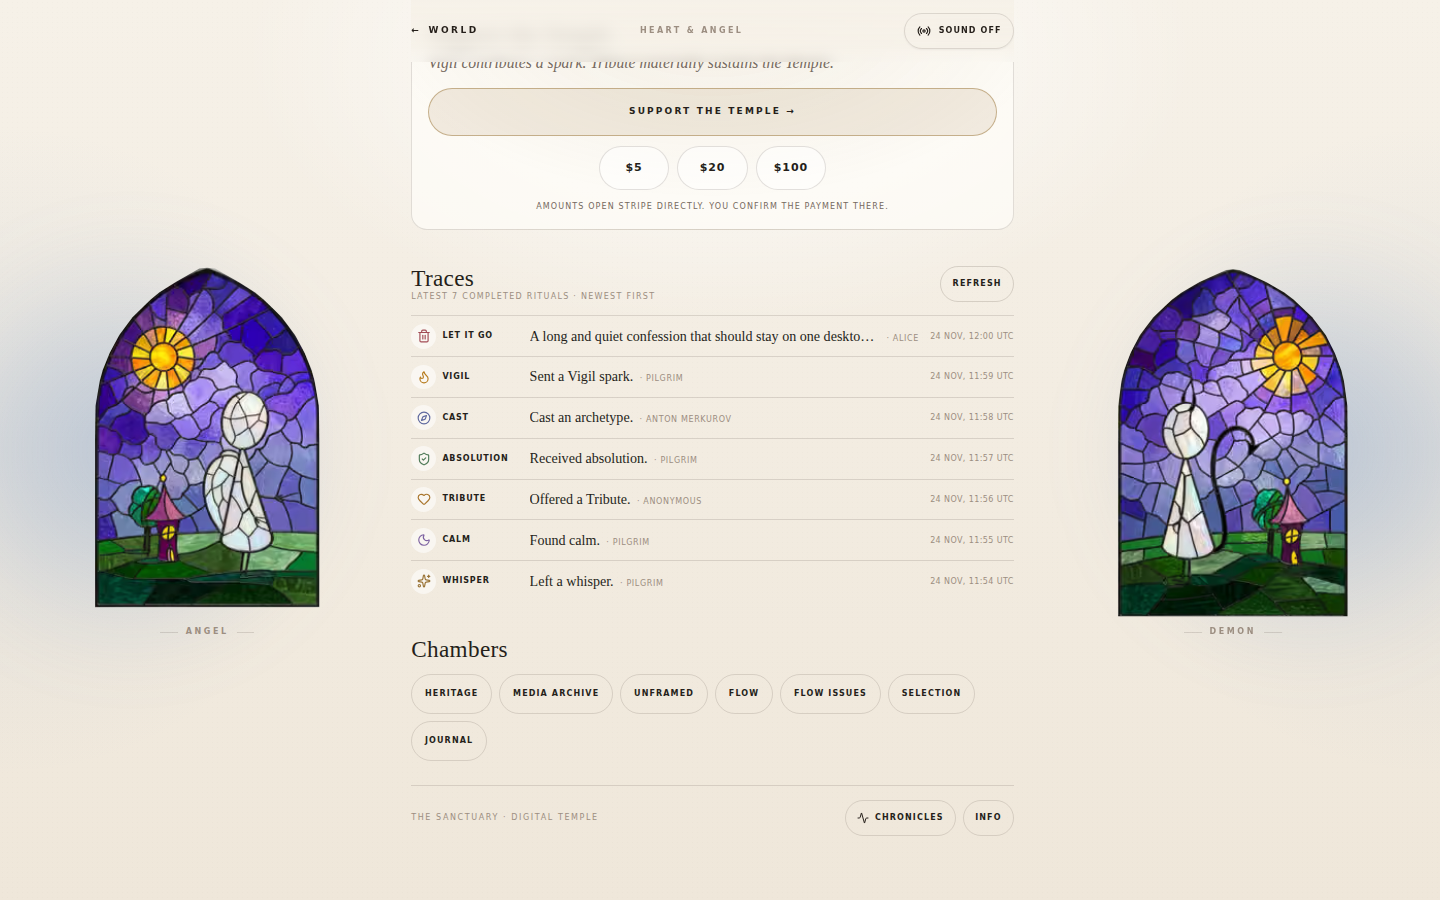 ← WORLD
HEART & ANGEL
SOUND OFF
Vigil contributes a spark. Tribute materially sustains the Temple.
SUPPORT THE TEMPLE →
$5
$20
$100
AMOUNTS OPEN STRIPE DIRECTLY. YOU CONFIRM THE PAYMENT THERE.
Traces
LATEST 7 COMPLETED RITUALS · NEWEST FIRST
REFRESH
LET IT GO A long and quiet confession that should stay on one deskto… · ALICE 24 NOV, 12:00 UTC
VIGIL Sent a Vigil spark. · PILGRIM 24 NOV, 11:59 UTC
CAST Cast an archetype. · ANTON MERKUROV 24 NOV, 11:58 UTC
ABSOLUTION Received absolution. · PILGRIM 24 NOV, 11:57 UTC
TRIBUTE Offered a Tribute. · ANONYMOUS 24 NOV, 11:56 UTC
CALM Found calm. · PILGRIM 24 NOV, 11:55 UTC
WHISPER Left a whisper. · PILGRIM 24 NOV, 11:54 UTC
ANGEL
DEMON
Chambers
HERITAGE
MEDIA ARCHIVE
UNFRAMED
FLOW
FLOW ISSUES
SELECTION
JOURNAL
THE SANCTUARY · DIGITAL TEMPLE
CHRONICLES
INFO